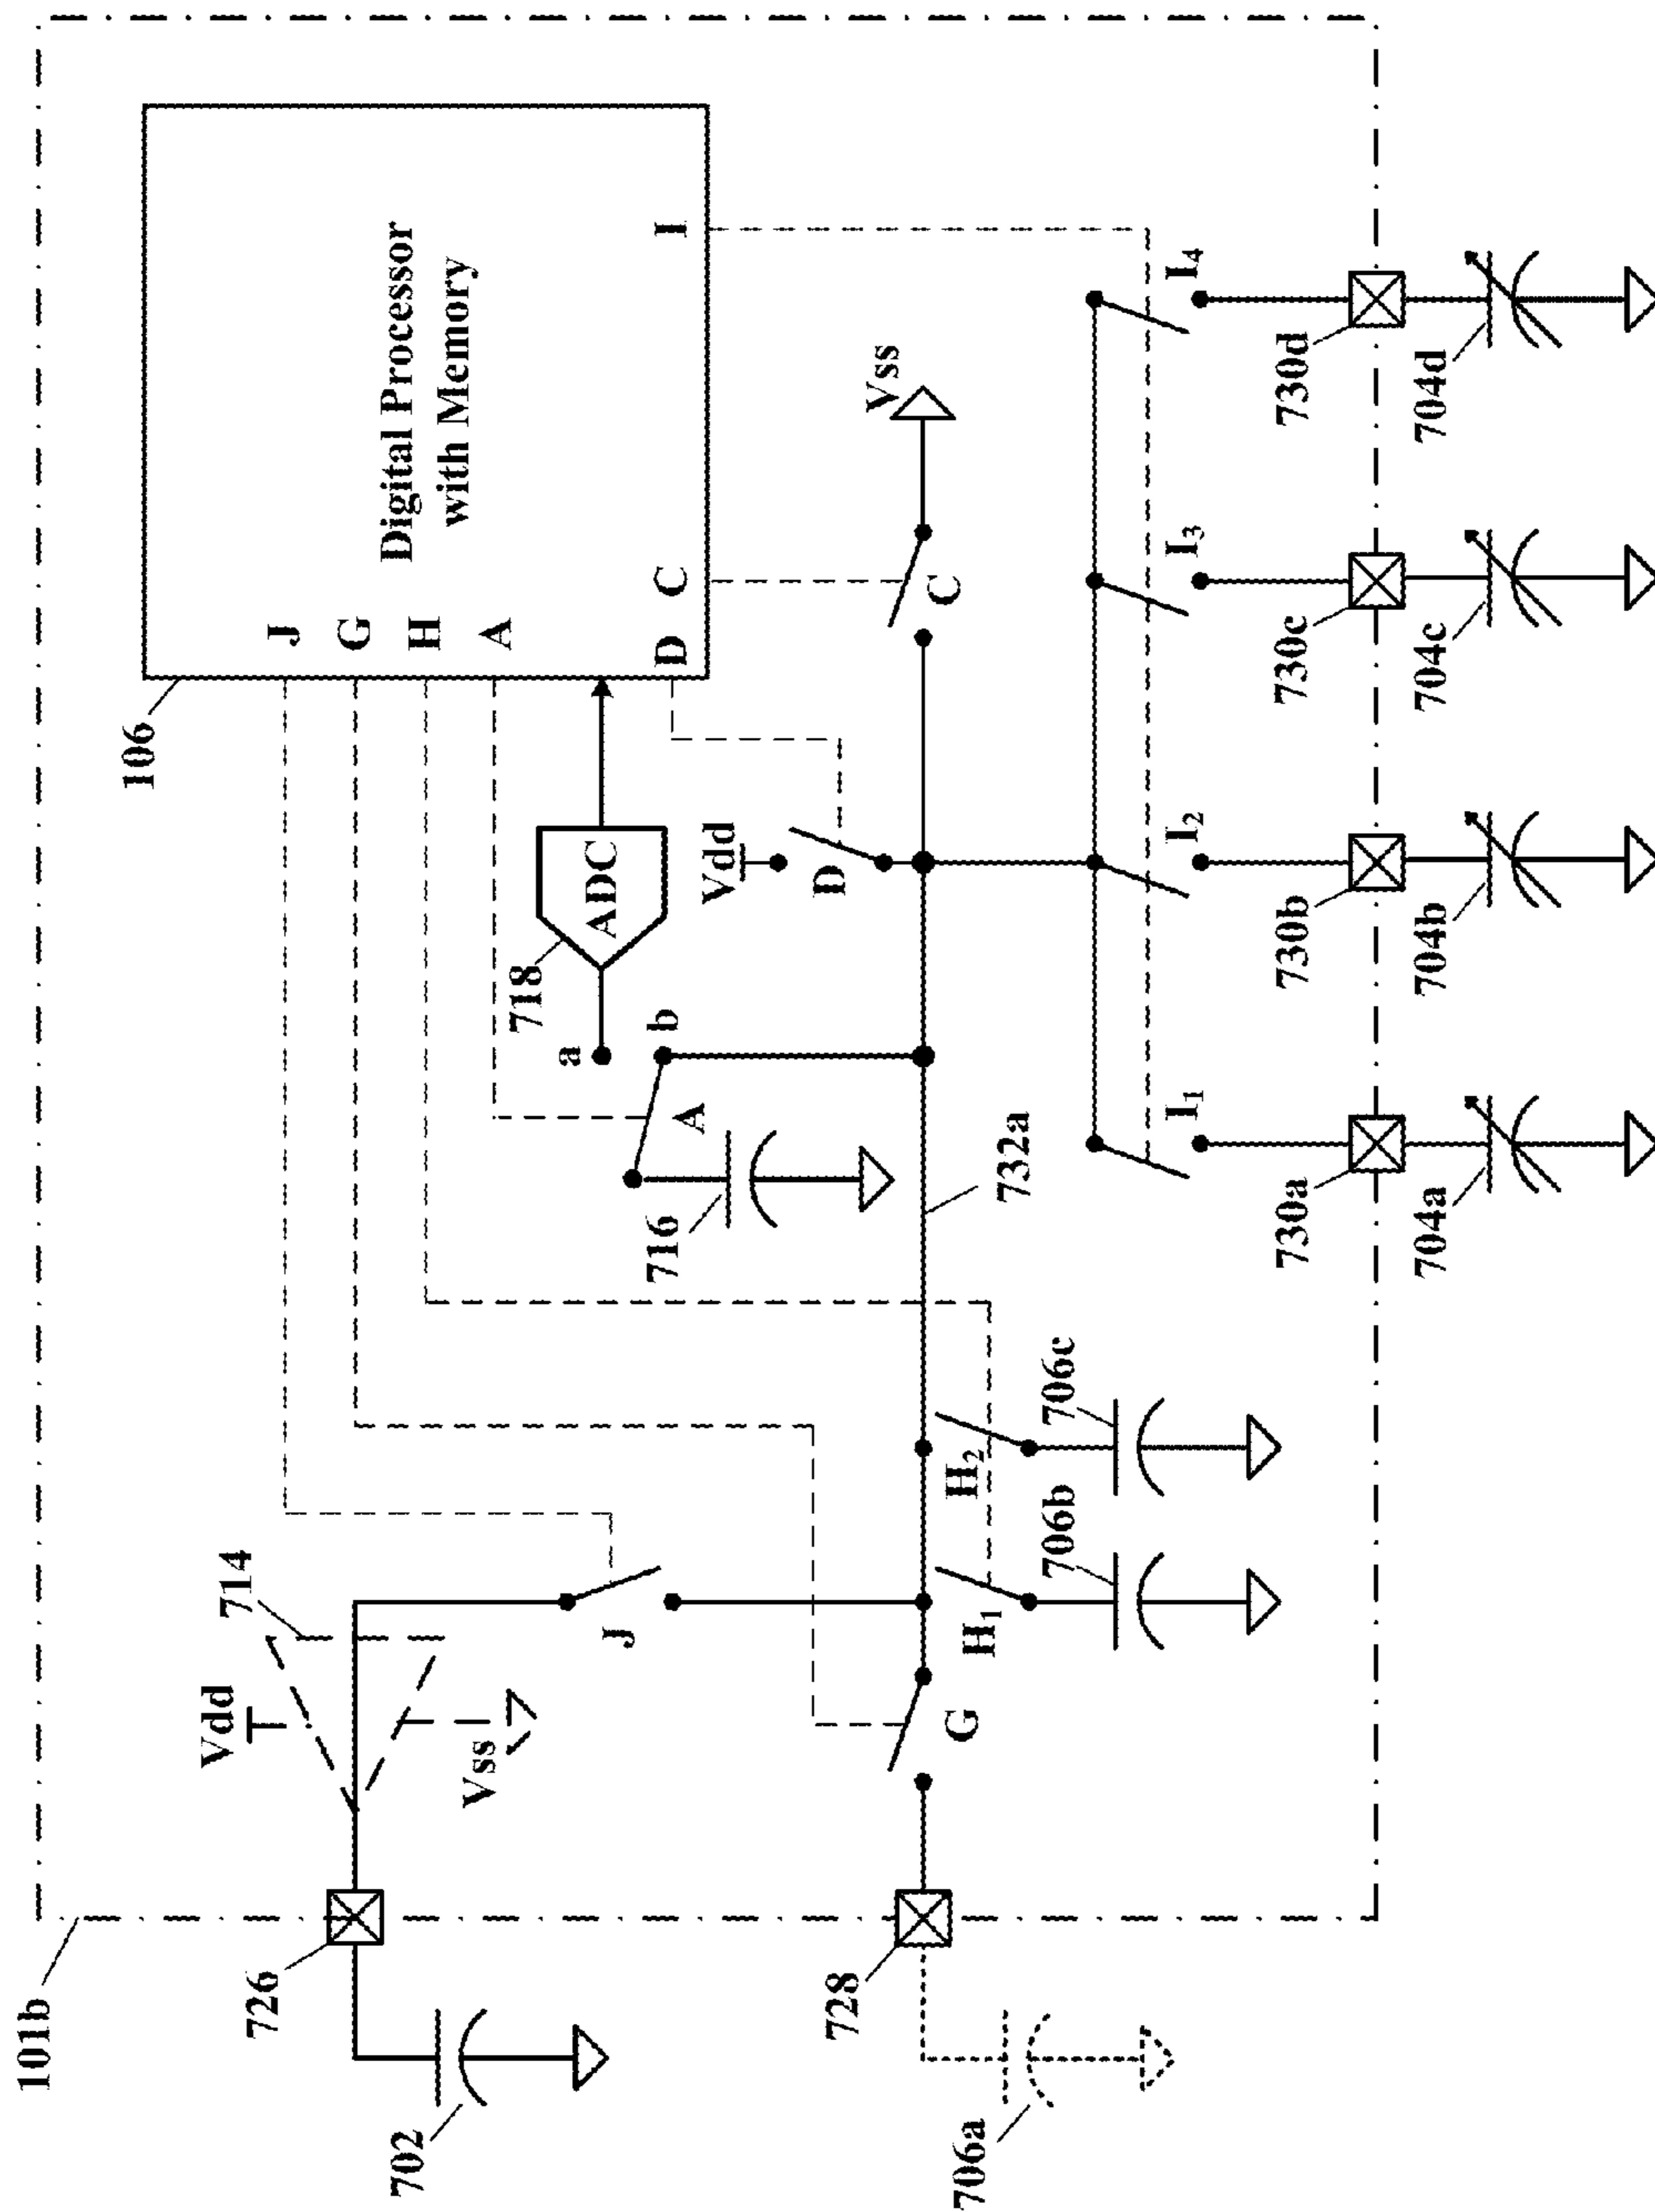 101b
106
Digital Processor
with Memory
J
G
H
A
D
C
I
714
Vdd
Vss
726
702
J
718
ADC
a
b
A
716
Vdd
D
C
Vss
728
706a
G
H₁
H₂
706b
706c
732a
I₁
I₂
I₃
I₄
730a
730b
730c
730d
704a
704b
704c
704d